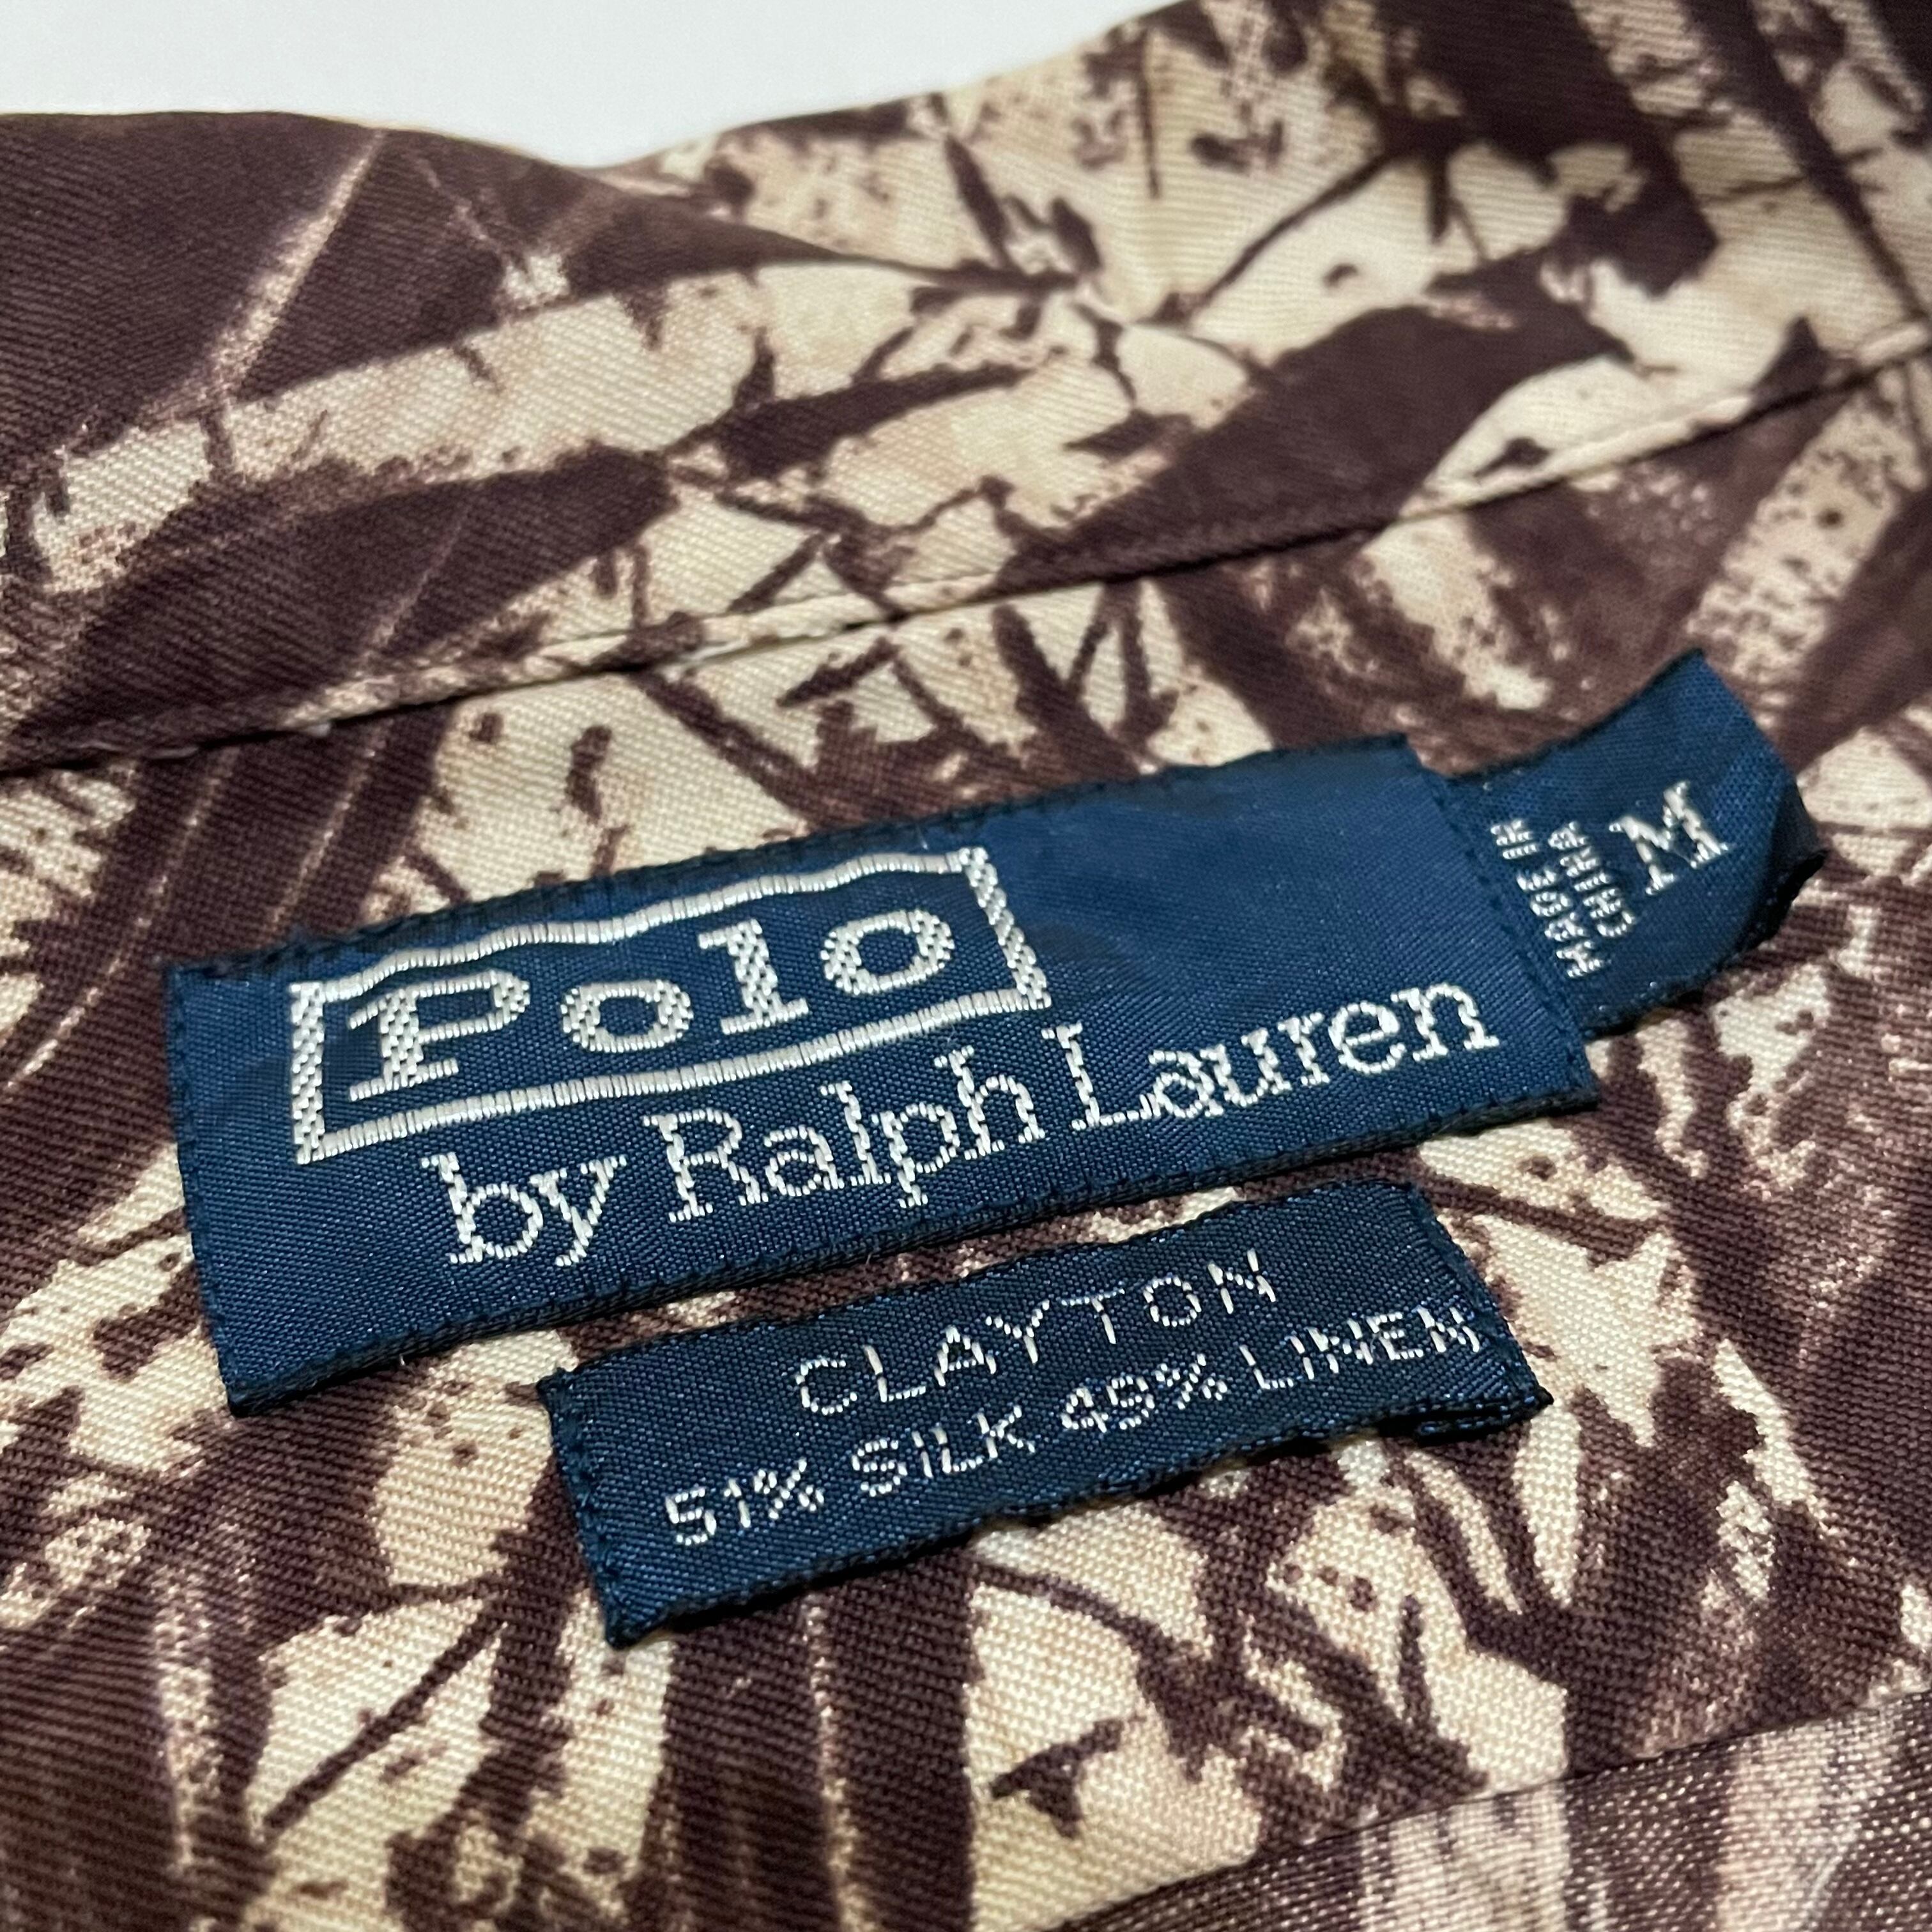 Polo
by Ralph Lauren
M
MADE IN
CHINA
CLAYTON
51% SILK 49% LINEN